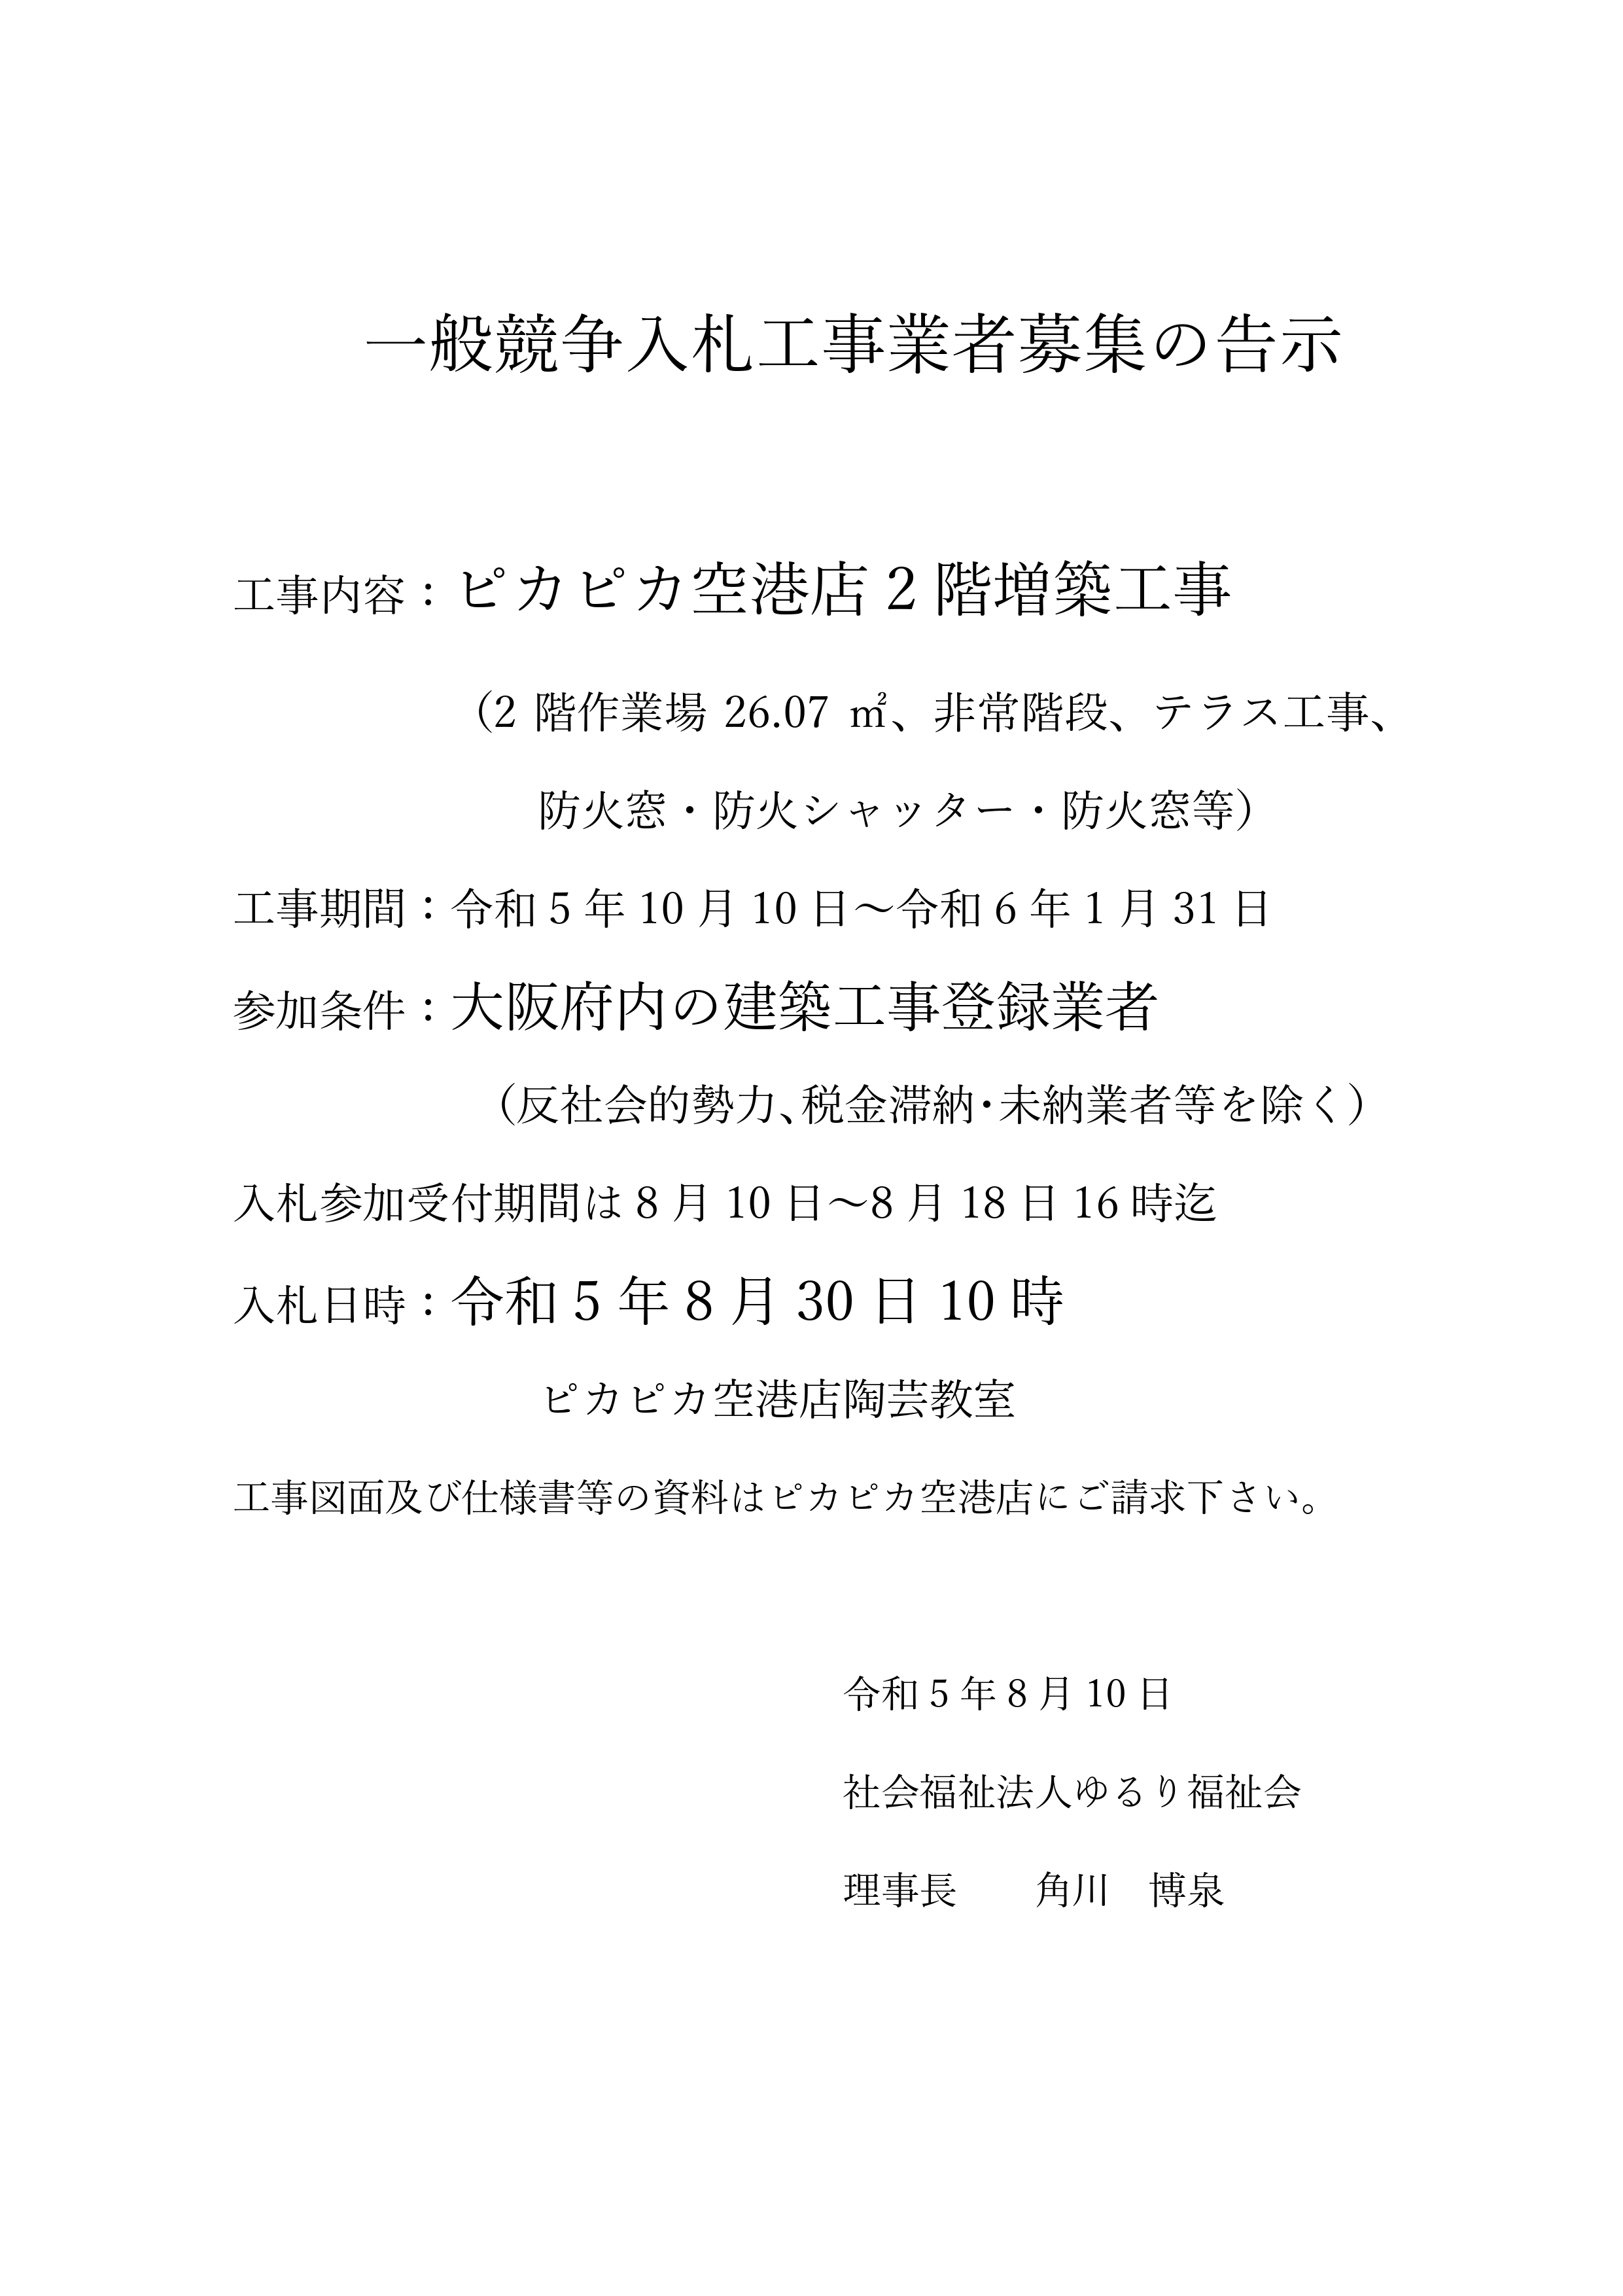 一般競争入札工事業者募集の告示
工事内容：ピカピカ空港店 2 階増築工事
（2 階作業場 26.07 ㎡、非常階段、テラス工事、
防火窓・防火シャッター・防火窓等）
工事期間：令和 5 年 10 月 10 日～令和 6 年 1 月 31 日
参加条件：大阪府内の建築工事登録業者
（反社会的勢力、税金滞納・未納業者等を除く）
入札参加受付期間は 8 月 10 日～8 月 18 日 16 時迄
入札日時：令和 5 年 8 月 30 日 10 時
ピカピカ空港店陶芸教室
工事図面及び仕様書等の資料はピカピカ空港店にご請求下さい。
令和 5 年 8 月 10 日
社会福祉法人ゆるり福祉会
理事長　　角川　博泉